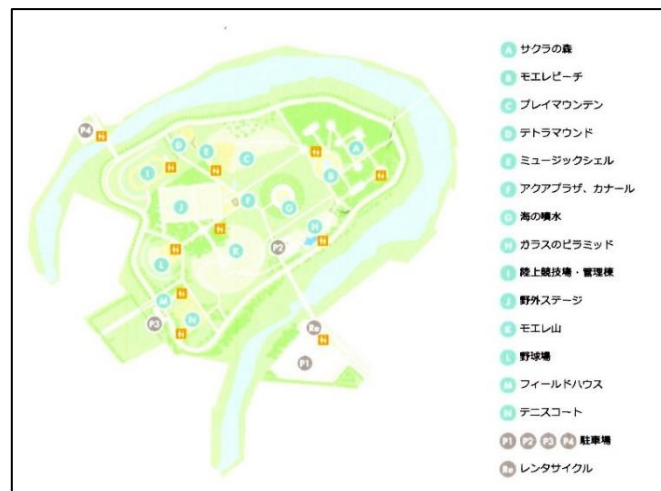 A サクラの森
B モエレビーチ
C プレイマウンテン
D テトラマウンド
E ミュージックシェル
F アクアプラザ、カナール
G 海の噴水
H ガラスのピラミッド
I 陸上競技場・管理棟
J 野外ステージ
K モエレ山
L 野球場
M フィールドハウス
N テニスコート
P1 P2 P3 P4 駐車場
Re レンタサイクル
P4
D
E
C
A
I
B
J
F
G
H
K
P2
L
M
P3
N
Re
P1